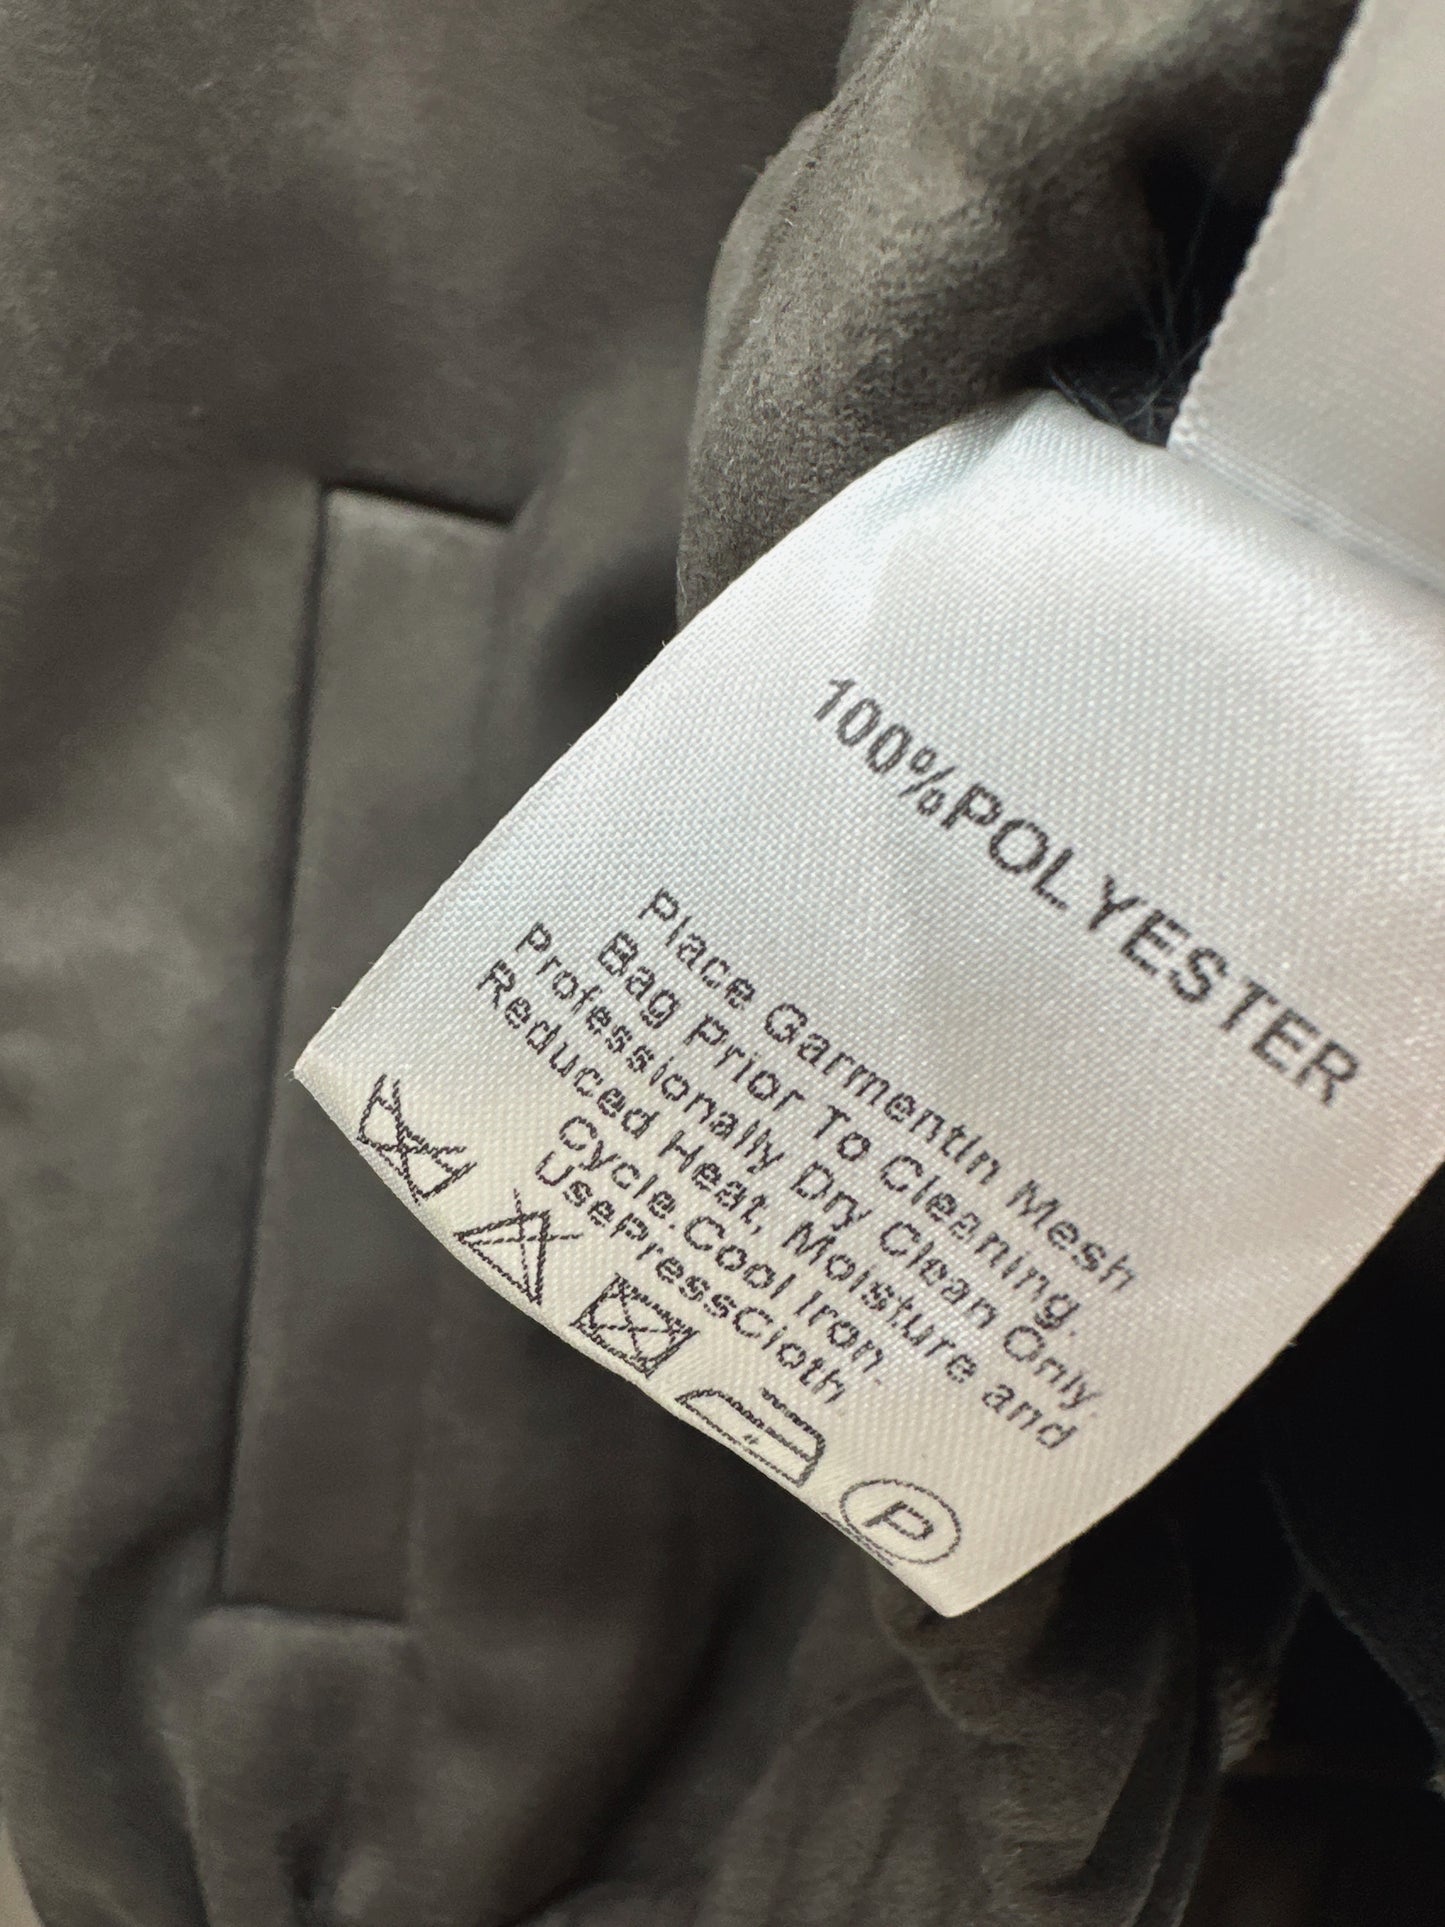 100%POLYESTER
Place GarmentIn Mesh
Bag Prior To Cleaning.
Professionally Dry Clean Only.
Reduced Heat, Moisture and
Cycle.Cool Iron.
UsePressCloth.
P